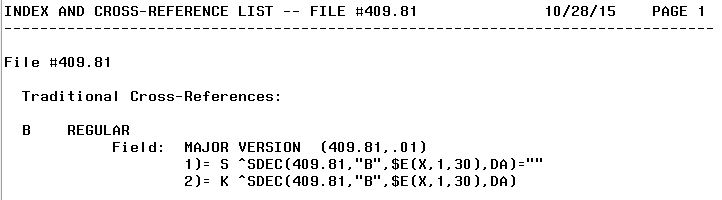 INDEX AND CROSS-REFERENCE LIST -- FILE #409.81 10/28/15 PAGE 1
-------------------------------------------------------------------------------
File #409.81
Traditional Cross-References:
B REGULAR
Field: MAJOR VERSION (409.81,.01)
1)= S ^SDEC(409.81,"B",$E(X,1,30),DA)=""
2)= K ^SDEC(409.81,"B",$E(X,1,30),DA)